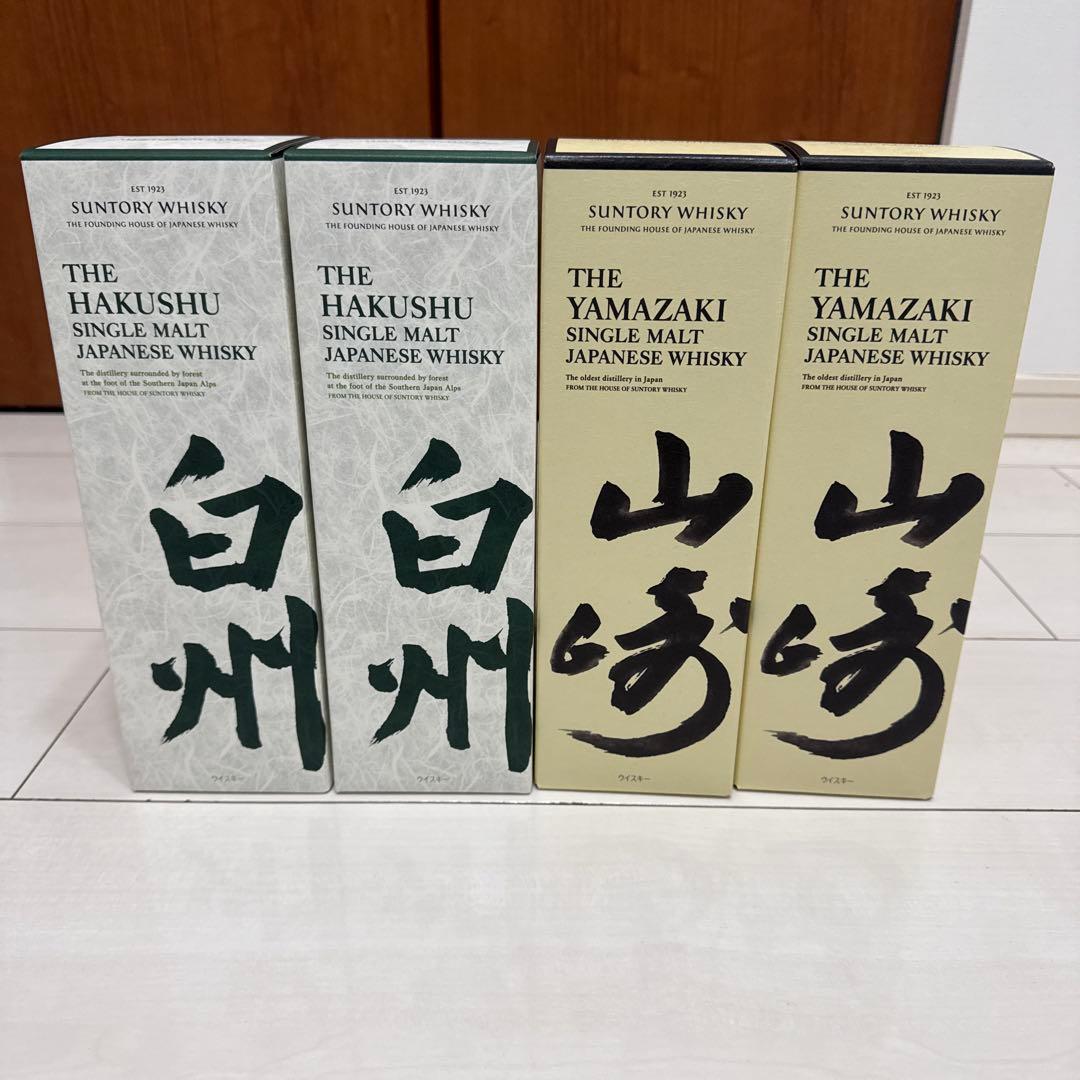 EST 1923
SUNTORY WHISKY
THE FOUNDING HOUSE OF JAPANESE WHISKY
THE
HAKUSHU
SINGLE MALT
JAPANESE WHISKY
The distillery surrounded by forest
at the foot of the Southern Japan Alps
FROM THE HOUSE OF SUNTORY WHISKY
白
州
ウイスキー
EST 1923
SUNTORY WHISKY
THE FOUNDING HOUSE OF JAPANESE WHISKY
THE
HAKUSHU
SINGLE MALT
JAPANESE WHISKY
The distillery surrounded by forest
at the foot of the Southern Japan Alps
FROM THE HOUSE OF SUNTORY WHISKY
白
州
ウイスキー
EST 1923
SUNTORY WHISKY
THE FOUNDING HOUSE OF JAPANESE WHISKY
THE
YAMAZAKI
SINGLE MALT
JAPANESE WHISKY
The oldest distillery in Japan
FROM THE HOUSE OF SUNTORY WHISKY
山
崎
ウイスキー
EST 1923
SUNTORY WHISKY
THE FOUNDING HOUSE OF JAPANESE WHISKY
THE
YAMAZAKI
SINGLE MALT
JAPANESE WHISKY
The oldest distillery in Japan
FROM THE HOUSE OF SUNTORY WHISKY
山
崎
ウイスキー